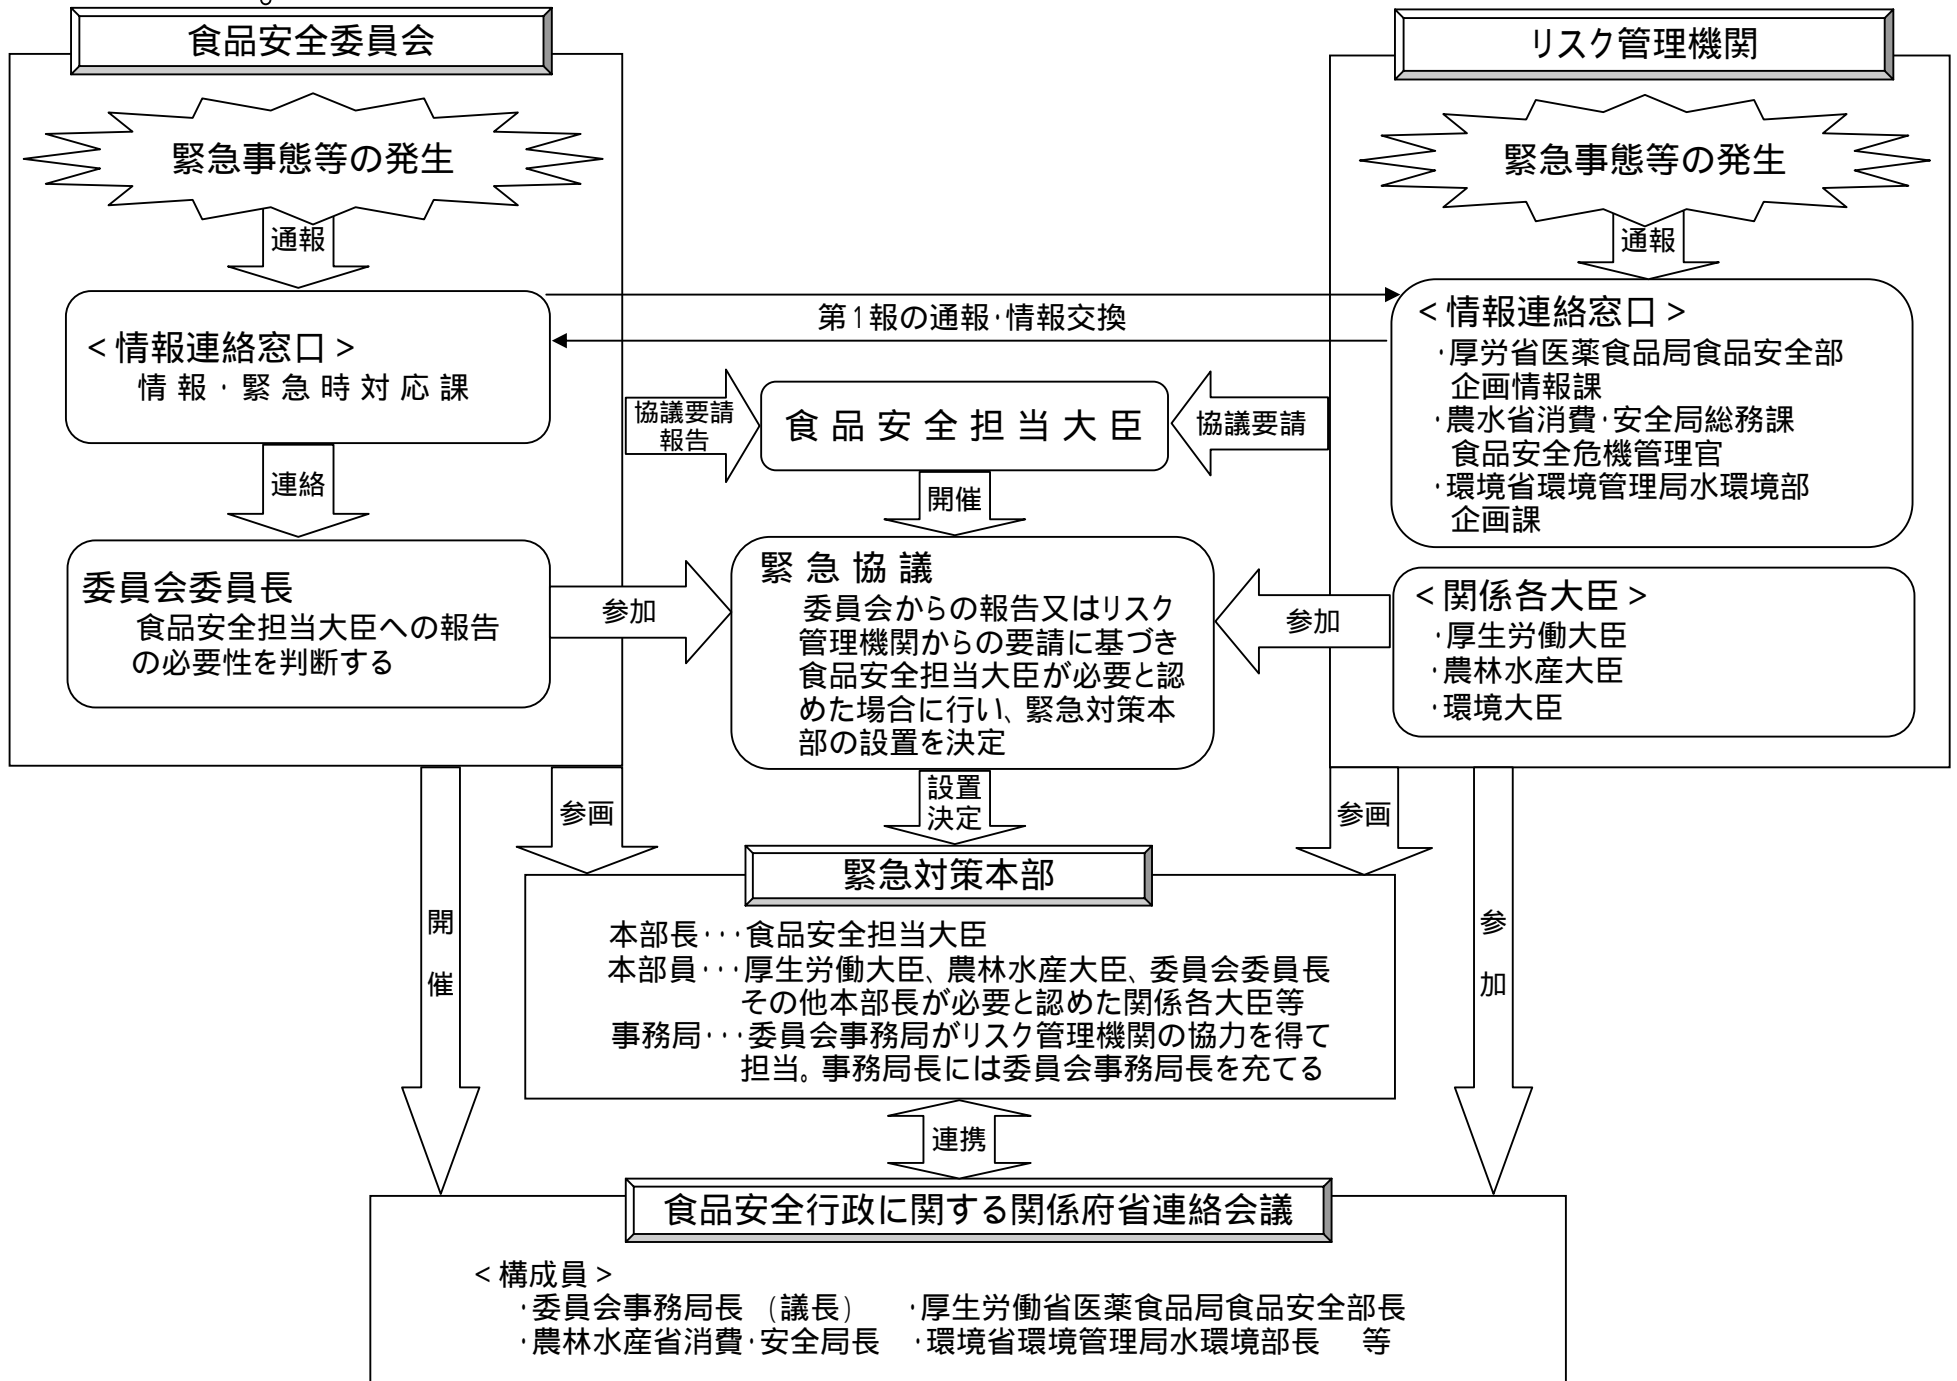 食品安全委員会
緊急事態等の発生
通報
<情報連絡窓口>
情報・緊急時対応課
連絡
委員会委員長
食品安全担当大臣への報告
の必要性を判断する
リスク管理機関
緊急事態等の発生
通報
<情報連絡窓口>
・厚労省医薬食品局食品安全部
企画情報課
・農水省消費・安全局総務課
食品安全危機管理官
・環境省環境管理局水環境部
企画課
<関係各大臣>
・厚生労働大臣
・農林水産大臣
・環境大臣
第1報の通報・情報交換
協議要請
報告
食品安全担当大臣
協議要請
開催
参加
緊急協議
委員会からの報告又はリスク
管理機関からの要請に基づき
食品安全担当大臣が必要と認
めた場合に行い、緊急対策本
部の設置を決定
参加
参画
設置
決定
参画
緊急対策本部
本部長・・・食品安全担当大臣
本部員・・・厚生労働大臣、農林水産大臣、委員会委員長
その他本部長が必要と認めた関係各大臣等
事務局・・・委員会事務局がリスク管理機関の協力を得て
担当。事務局長には委員会事務局長を充てる
開催
参加
連携
食品安全行政に関する関係府省連絡会議
<構成員>
・委員会事務局長 (議長) ・厚生労働省医薬食品局食品安全部長
・農林水産省消費・安全局長 ・環境省環境管理局水環境部長 等